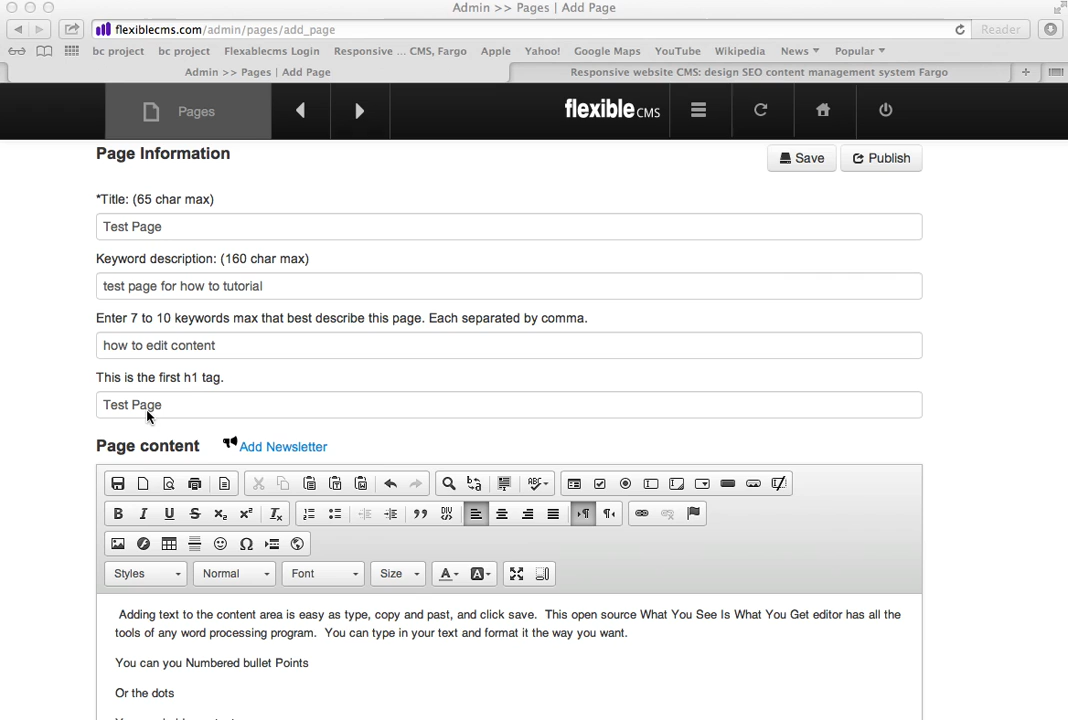 Admin >> Pages | Add Page
flexiblecms.com/admin/pages/add_page
Reader
bc project bc project Flexablecms Login Responsive ... CMS, Fargo Apple Yahoo! Google Maps YouTube Wikipedia News Popular
Admin >> Pages | Add Page
Responsive website CMS: design SEO content management system Fargo
Pages
flexible CMS
Page Information
Save
Publish
*Title: (65 char max)
Test Page
Keyword description: (160 char max)
test page for how to tutorial
Enter 7 to 10 keywords max that best describe this page. Each separated by comma.
how to edit content
This is the first h1 tag.
Test Page
Page content
Add Newsletter
Styles Normal Font Size
Adding text to the content area is easy as type, copy and past, and click save. This open source What You See Is What You Get editor has all the
tools of any word processing program. You can type in your text and format it the way you want.
You can you Numbered bullet Points
Or the dots